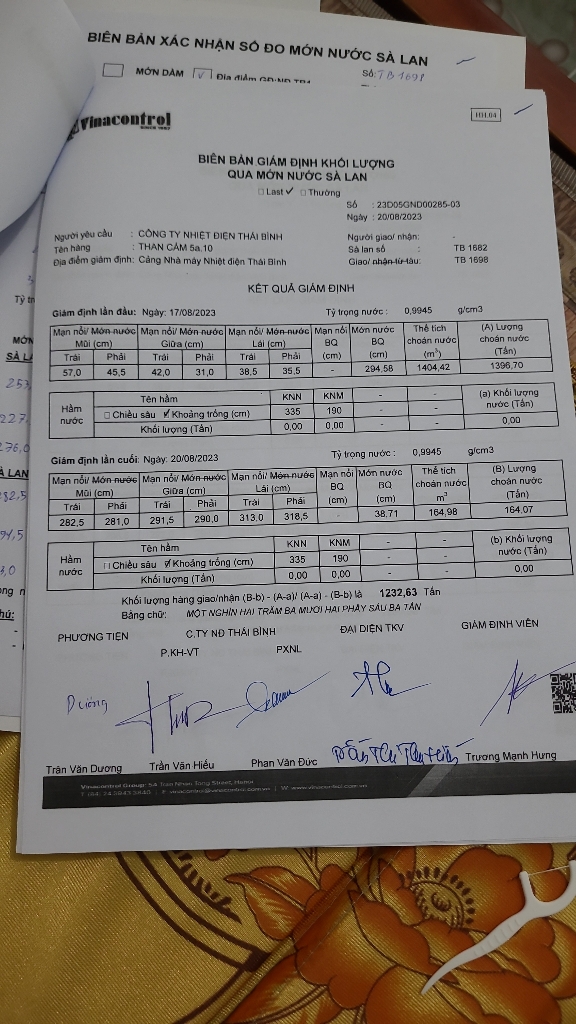 BIÊN BẢN XÁC NHẬN SỐ ĐO MỚN NƯỚC SÀ LAN
MỚN DẦM V Địa điểm Số: TB 1698
Vinacontrol
SINCE 1957
HH.04
BIÊN BẢN GIÁM ĐỊNH KHỐI LƯỢNG
QUA MỚN NƯỚC SÀ LAN
□ Last ✓ □ Thường
Số : 23D05GND00285-03
Ngày : 20/08/2023
Người yêu cầu : CÔNG TY NHIỆT ĐIỆN THÁI BÌNH Người giao/ nhận: -
Tên hàng : THAN CÁM 5a.10 Sà lan số : TB 1682
Địa điểm giám định: Cảng Nhà máy Nhiệt điện Thái Bình Giao/ nhận từ tàu: TB 1698
KẾT QUẢ GIÁM ĐỊNH
Giám định lần đầu: Ngày: 17/08/2023 Tỷ trọng nước : 0,9945 g/cm3
Mạn nổi/ Mớn nước Mũi (cm) Mạn nổi/ Mớn nước Giữa (cm) Mạn nổi/ Mớn nước Lái (cm) Mạn nổi BQ (cm) Mớn nước BQ (cm) Thể tích choán nước (m³) (A) Lượng choán nước (Tấn)
Trái Phải Trái Phải Trái Phải
57,0 45,5 42,0 31,0 38,5 35,5 - 294,58 1404,42 1396,70
Hầm nước Tên hầm KNN KNM - - (a) Khối lượng nước (Tấn)
□ Chiều sâu ✓ Khoảng trống (cm) 335 190 - -
Khối lượng (Tấn) 0,00 0,00 - - 0,00
Giám định lần cuối: Ngày: 20/08/2023 Tỷ trọng nước : 0,9945 g/cm3
Mạn nổi/ Mớn nước Mũi (cm) Mạn nổi/ Mớn nước Giữa (cm) Mạn nổi/ Mớn nước Lái (cm) Mạn nổi BQ (cm) Mớn nước BQ (cm) Thể tích choán nước m³ (B) Lượng choán nước (Tấn)
Trái Phải Trái Phải Trái Phải
282,5 281,0 291,5 290,0 313,0 318,5 - 38,71 164,98 164,07
Hầm nước Tên hầm KNN KNM - - (b) Khối lượng nước (Tấn)
□ Chiều sâu ✓ Khoảng trống (cm) 335 190 - -
Khối lượng (Tấn) 0,00 0,00 - - 0,00
Khối lượng hàng giao/nhận (B-b) - (A-a)/ (A-a) - (B-b) là 1232,63 Tấn
Bằng chữ: MỘT NGHÌN HAI TRĂM BA MƯƠI HAI PHẨY SÁU BA TẤN
PHƯƠNG TIỆN C.TY NĐ THÁI BÌNH ĐẠI DIỆN TKV GIÁM ĐỊNH VIÊN
P.KH-VT PXNL
Dương
Trần Văn Dương Trần Văn Hiếu Phan Văn Đức Trương Mạnh Hưng
Vinacontrol Group: 54 Tran Nhan Tong Street, Hanoi